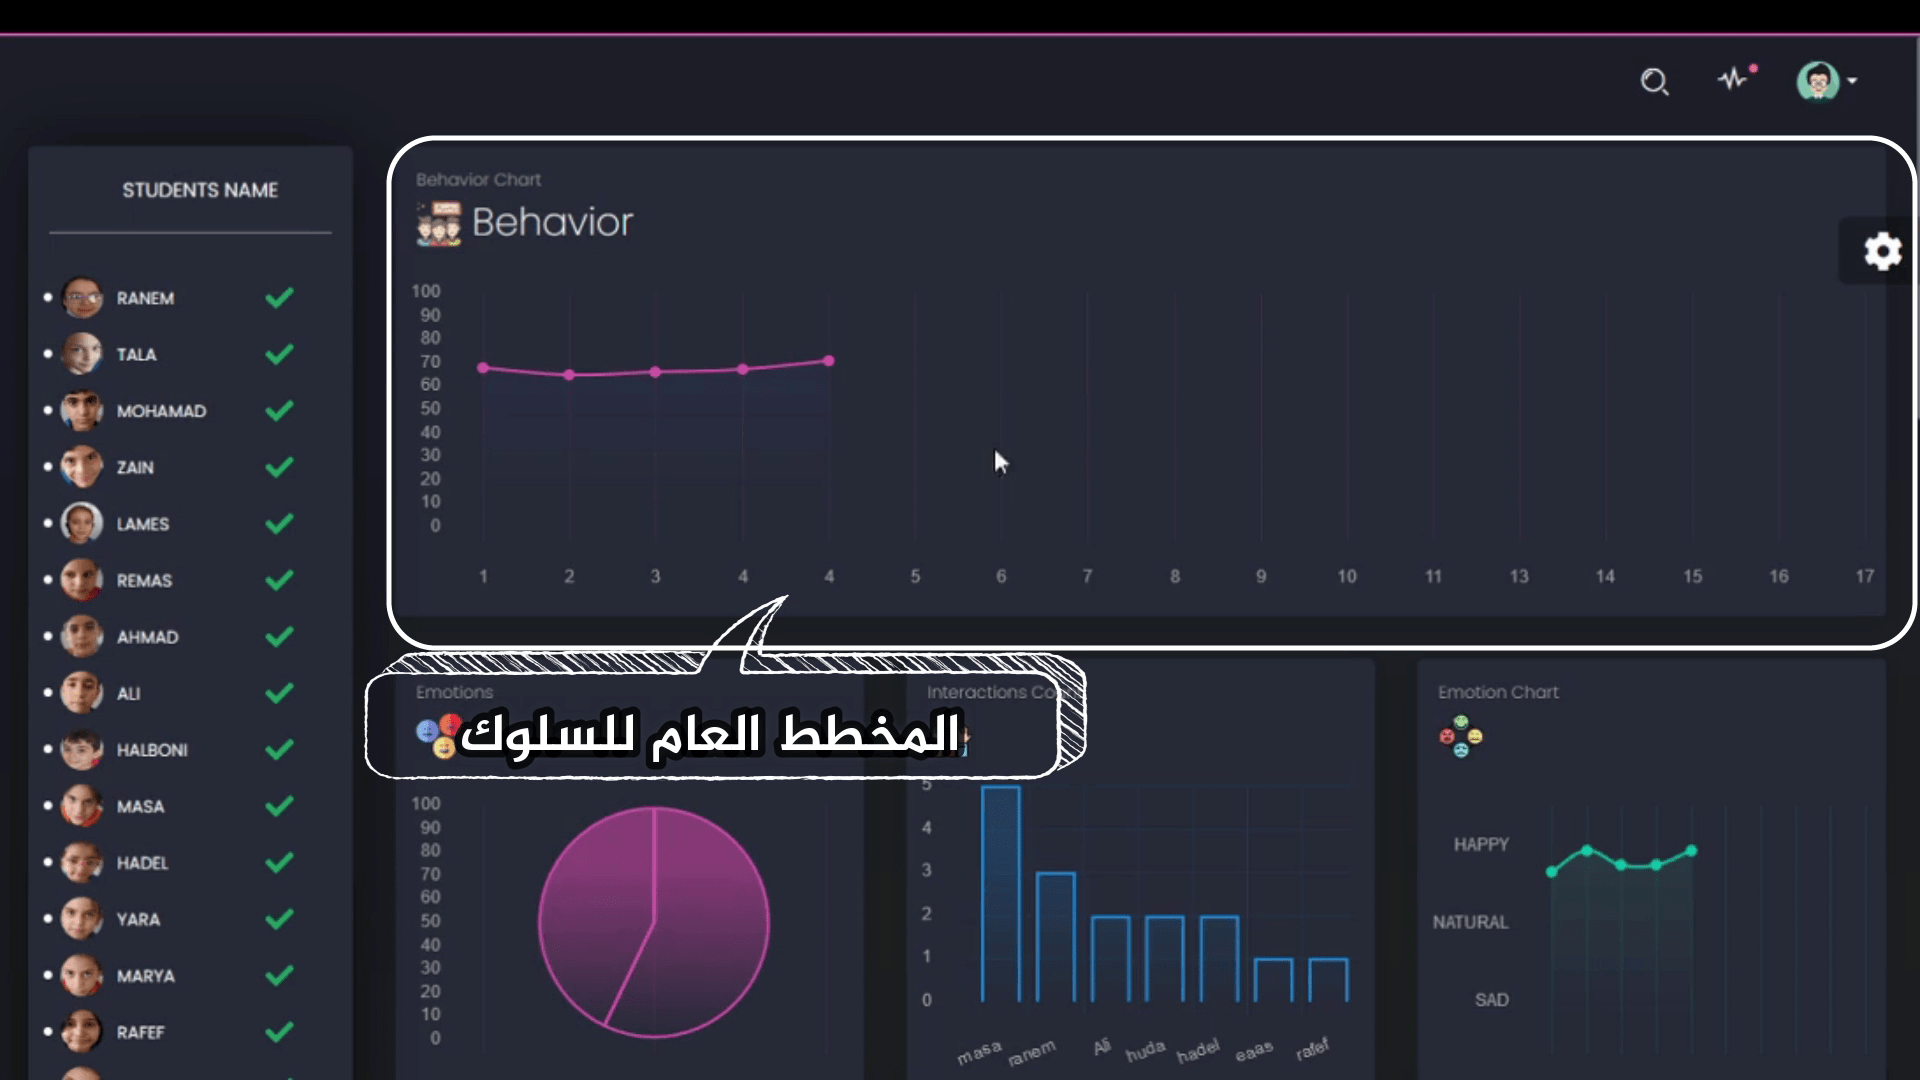 STUDENTS NAME
RANEM
TALA
MOHAMAD
ZAIN
LAMES
REMAS
AHMAD
ALI
HALBONI
MASA
HADEL
YARA
MARYA
RAFEF
Behavior Chart
Behavior
100
90
80
70
60
50
40
30
20
10
0
1 2 3 4 4 5 6 7 8 9 10 11 13 14 15 16 17
المخطط العام للسلوك
Emotions
100
90
80
70
60
50
40
30
20
10
0
Interactions
5
4
3
2
1
0
masa ranem Ali huda hadel eaas rafef
Emotion Chart
HAPPY
NATURAL
SAD